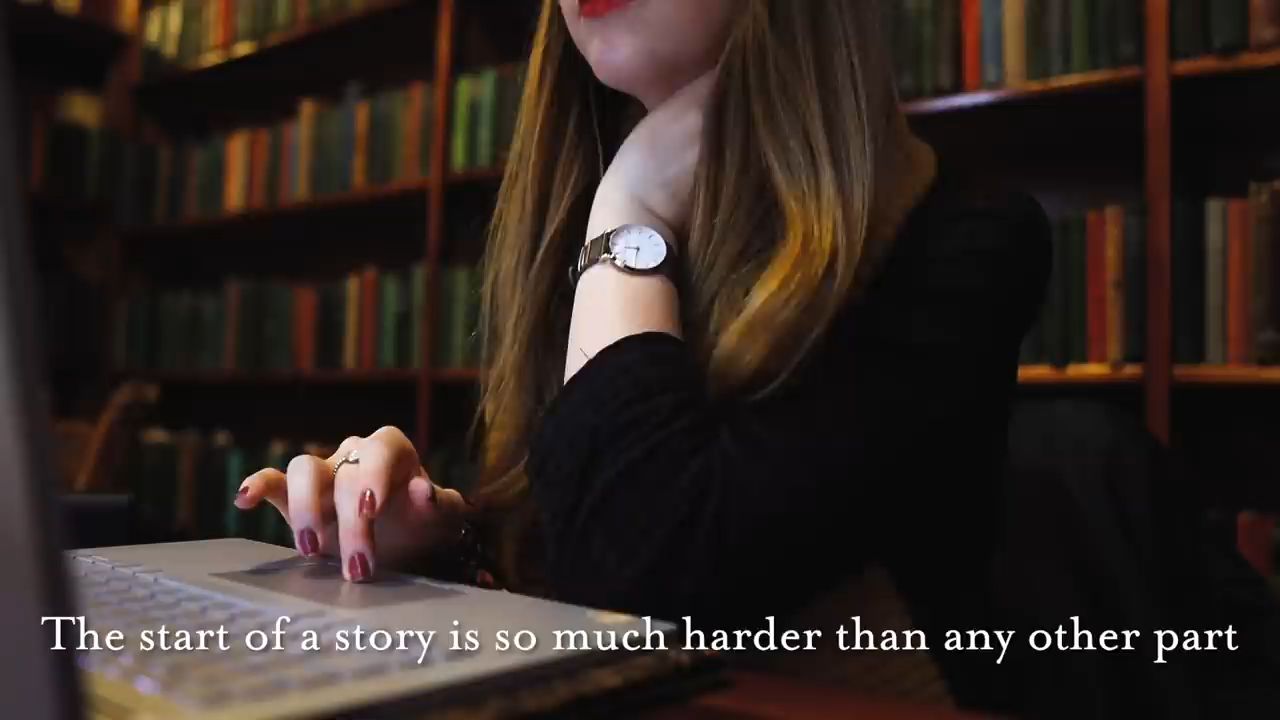 The start of a story is so much harder than any other part